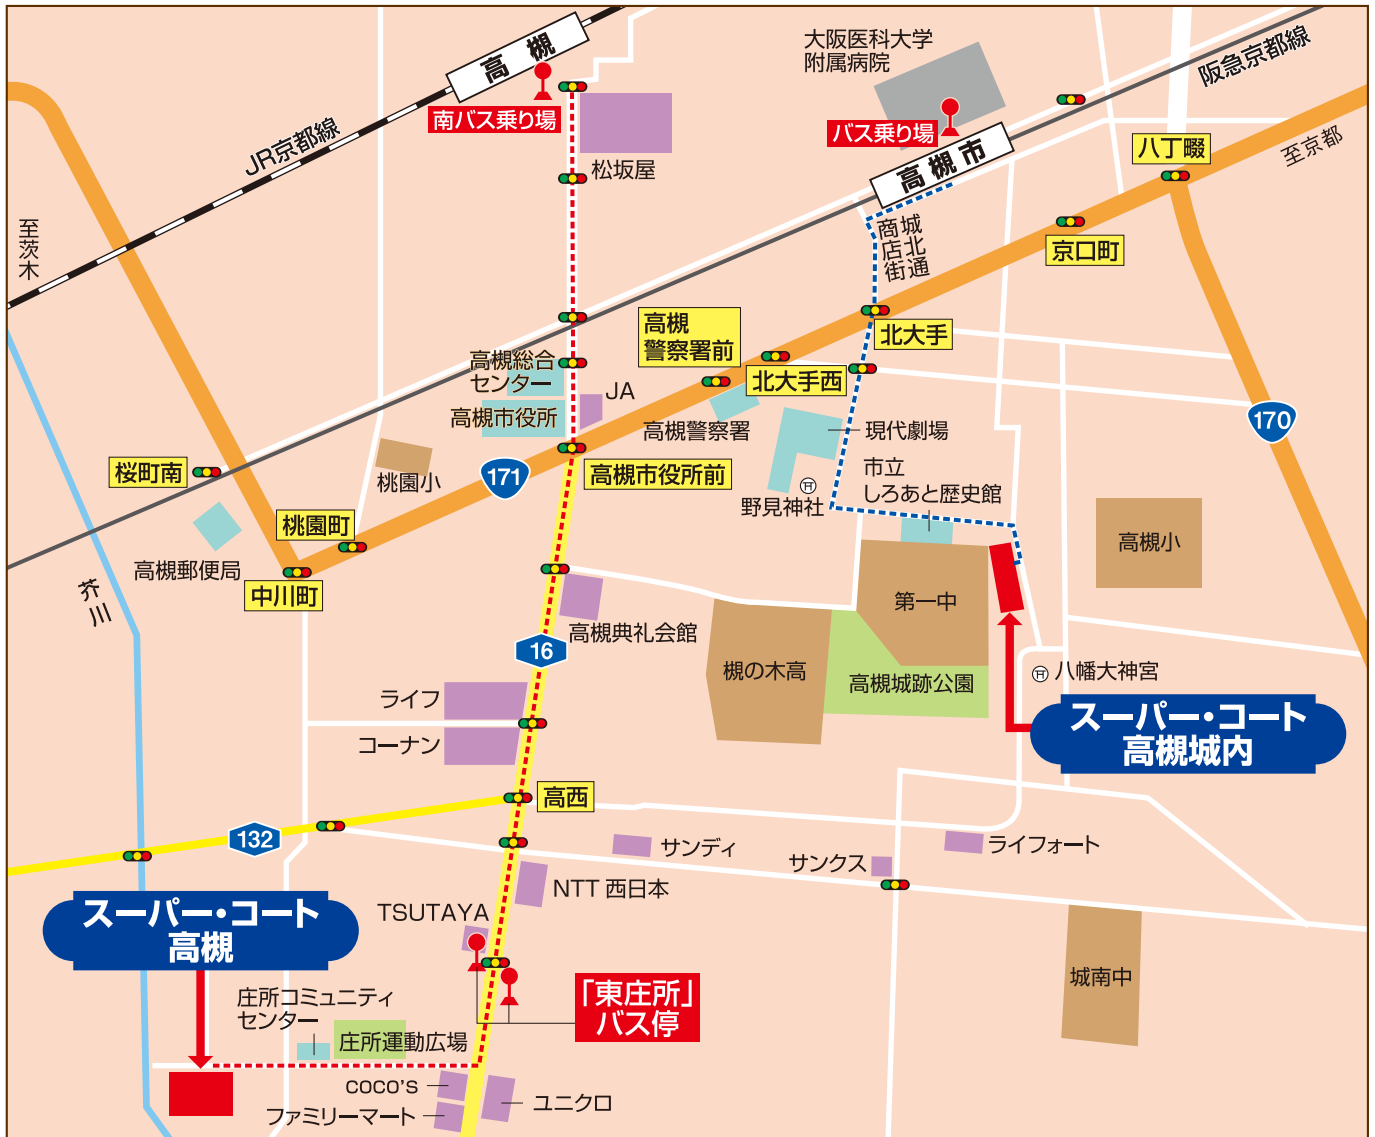 高槻
南バス乗り場
JR京都線
松坂屋
大阪医科大学
附属病院
バス乗り場
高槻市
阪急京都線
八丁畷
至京都
京口町
至茨木
城北通
商店街
高槻
警察署前
北大手
北大手西
高槻総合
センター
JA
高槻市役所
高槻警察署
現代劇場
170
桜町南
桃園小
171
高槻市役所前
市立
しろあと歴史館
野見神社
桃園町
高槻郵便局
中川町
芥川
高槻小
第一中
高槻典礼会館
16
槻の木高
高槻城跡公園
八幡大神宮
ライフ
コーナン
スーパー・コート
高槻城内
高西
132
サンディ
サンクス
ライフォート
NTT 西日本
TSUTAYA
スーパー・コート
高槻
「東庄所」
バス停
城南中
庄所コミュニティ
センター
庄所運動広場
COCO'S
ファミリーマート
ユニクロ